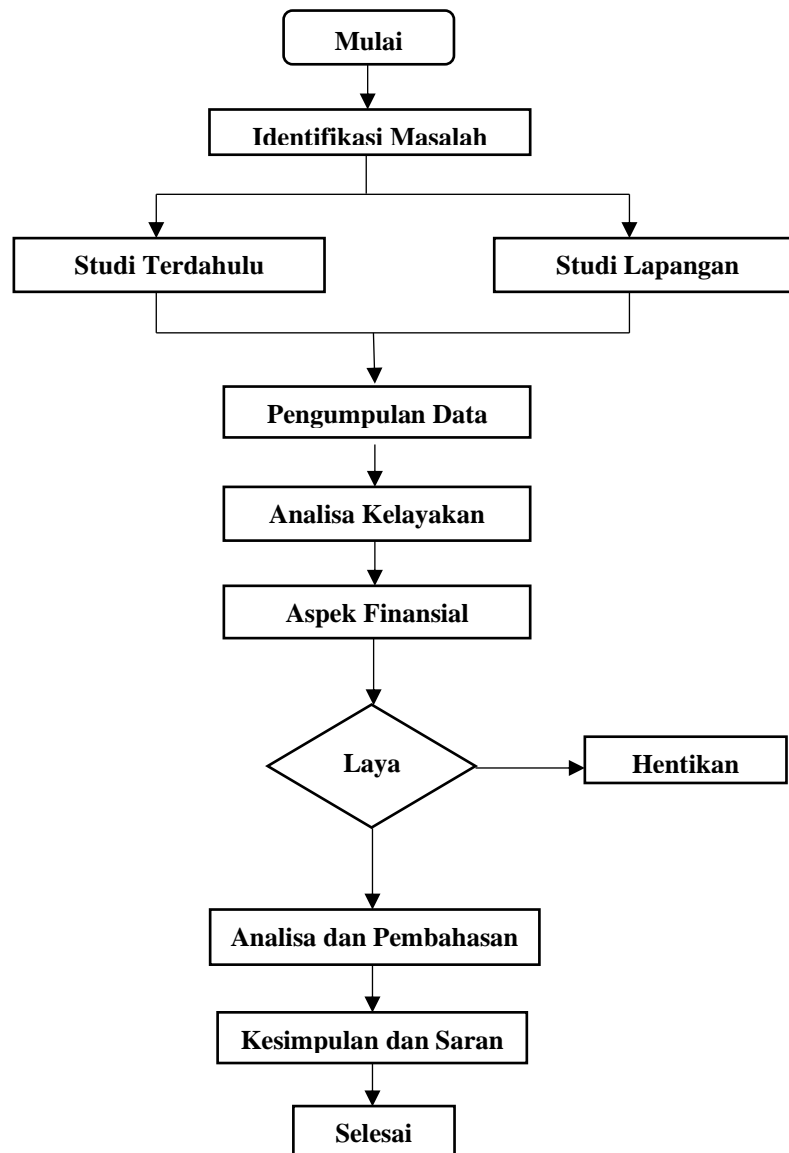 Mulai
Identifikasi Masalah
Studi Terdahulu
Studi Lapangan
Pengumpulan Data
Analisa Kelayakan
Aspek Finansial
Laya
Hentikan
Analisa dan Pembahasan
Kesimpulan dan Saran
Selesai